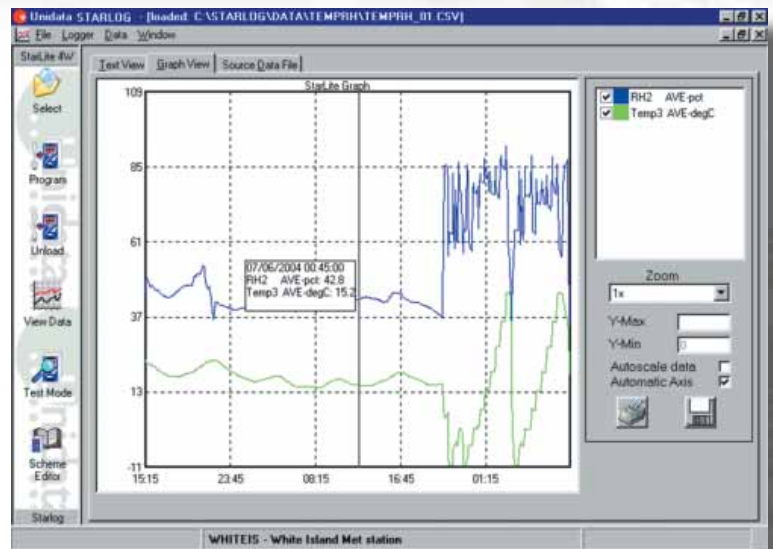 Unidata STARLOG - [loaded: C:\STARLOG\DATA\TEMPRH\TEMPRH_01.CSV]
File Logger Data Window
StarLite 4W
Select
Program
Unload
View Data
Test Mode
Scheme
Editor
Starlog
Text View Graph View Source Data File
StarLite Graph
109
85
61
37
13
-11
15:15 23:45 08:15 16:45 01:15
07/06/2004 00:45:00
RH2 AVE-pct: 42.8
Temp3 AVE-degC: 15.2
RH2 AVE-pct
Temp3 AVE-degC
Zoom
1x
Y-Max
Y-Min 0
Autoscale data
Automatic Axis
WHITEIS - White Island Met station